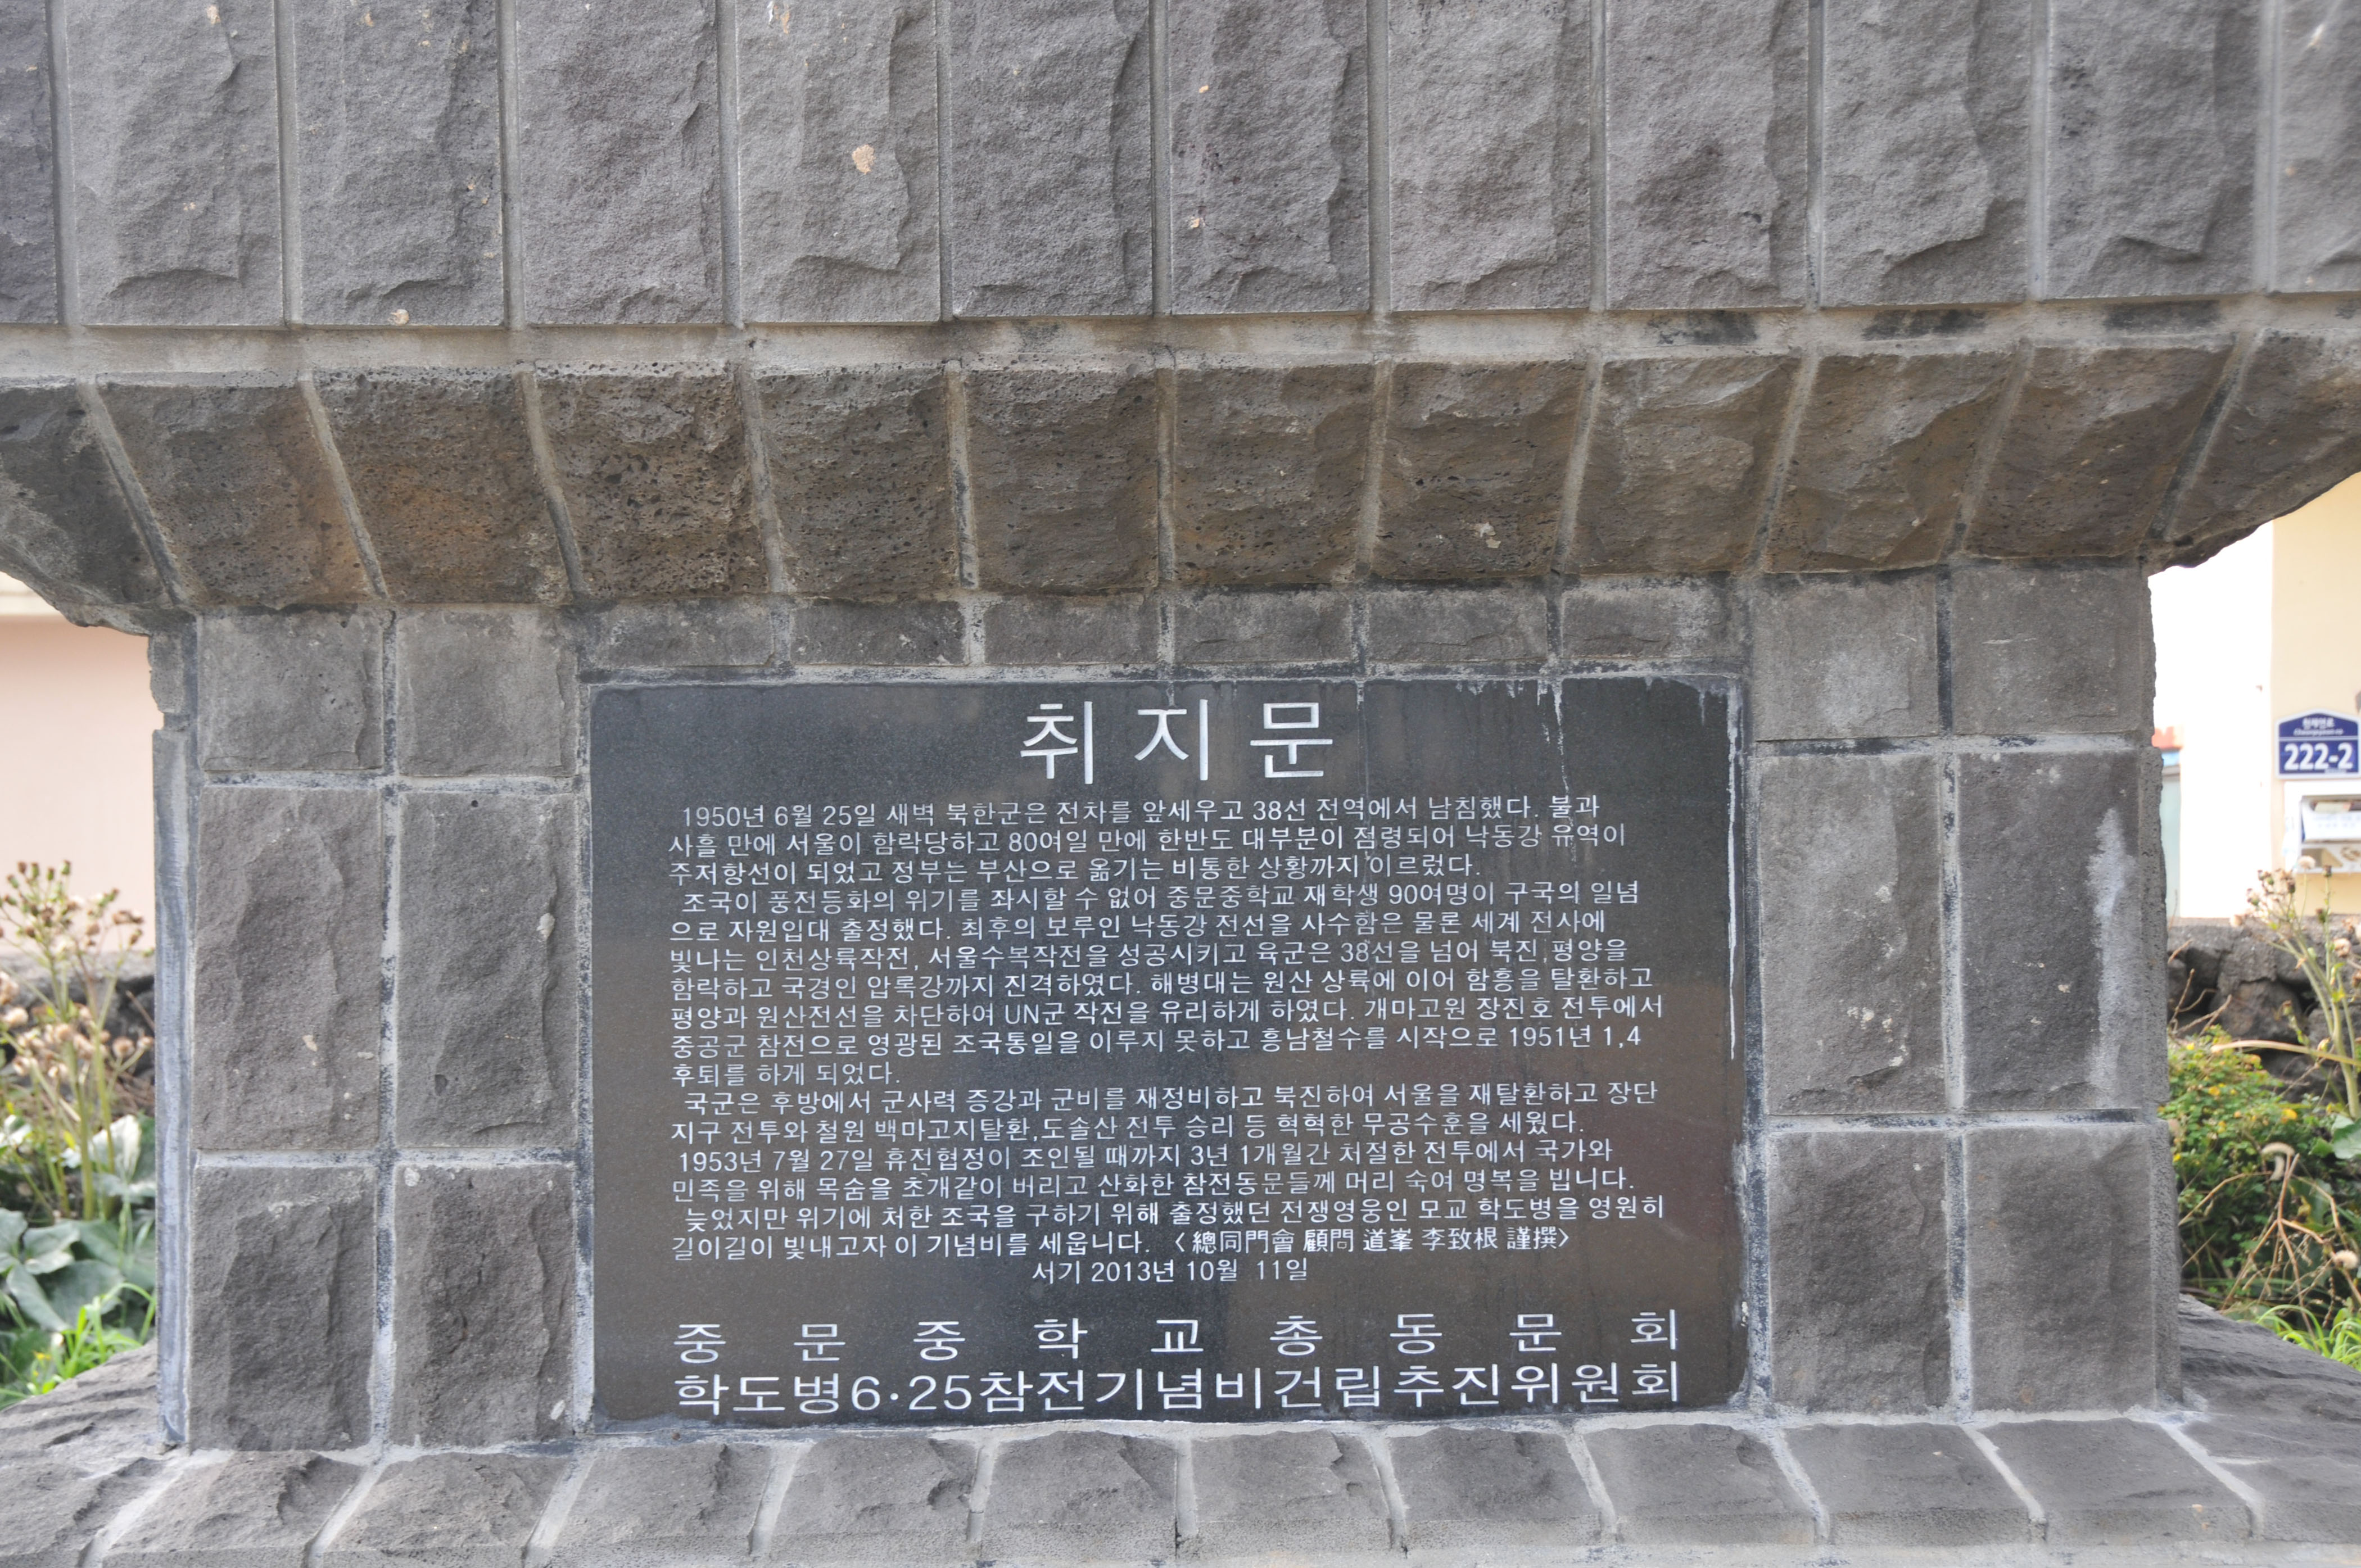 취지문
1950년 6월 25일 새벽 북한군은 전차를 앞세우고 38선 전역에서 남침했다. 불과
사흘 만에 서울이 함락당하고 80여일 만에 한반도 대부분이 점령되어 낙동강 유역이
주저항선이 되었고 정부는 부산으로 옮기는 비통한 상황까지 이르렀다.
조국이 풍전등화의 위기를 좌시할 수 없어 중문중학교 재학생 90여명이 구국의 일념
으로 자원입대 출정했다. 최후의 보루인 낙동강 전선을 사수함은 물론 세계 전사에
빛나는 인천상륙작전, 서울수복작전을 성공시키고 육군은 38선을 넘어 북진,평양을
함락하고 국경인 압록강까지 진격하였다. 해병대는 원산 상륙에 이어 함흥을 탈환하고
평양과 원산전선을 차단하여 UN군 작전을 유리하게 하였다. 개마고원 장진호 전투에서
중공군 참전으로 영광된 조국통일을 이루지 못하고 흥남철수를 시작으로 1951년 1,4
후퇴를 하게 되었다.
국군은 후방에서 군사력 증강과 군비를 재정비하고 북진하여 서울을 재탈환하고 장단
지구 전투와 철원 백마고지탈환,도솔산 전투 승리 등 혁혁한 무공수훈을 세웠다.
1953년 7월 27일 휴전협정이 조인될 때까지 3년 1개월간 처절한 전투에서 국가와
민족을 위해 목숨을 초개같이 버리고 산화한 참전동문들께 머리 숙여 명복을 빕니다.
늦었지만 위기에 처한 조국을 구하기 위해 출정했던 전쟁영웅인 모교 학도병을 영원히
길이길이 빛내고자 이 기념비를 세웁니다. 〈總同門會 顧問 道峯 李致根 謹撰〉
서기 2013년 10월 11일
중문중학교총동문회
학도병6·25참전기념비건립추진위원회
222-2